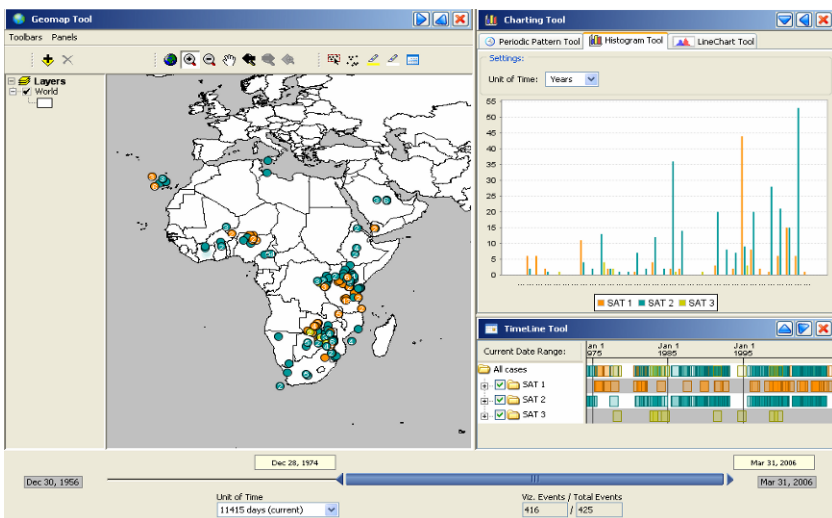 Geomap Tool
Toolbars Panels
Layers
World
Charting Tool
Periodic Pattern Tool Histogram Tool LineChart Tool
Settings:
Unit of Time: Years
55
50
45
40
35
30
25
20
15
10
5
0
SAT 1 SAT 2 SAT 3
TimeLine Tool
Current Date Range:
Jan 1 Jan 1
975 1985 1995
All cases
SAT 1
SAT 2
SAT 3
Dec 28, 1974
Mar 31, 2006
Dec 30, 1956
Mar 31, 2006
Unit of Time
11415 days (current)
Viz. Events / Total Events
416 / 425